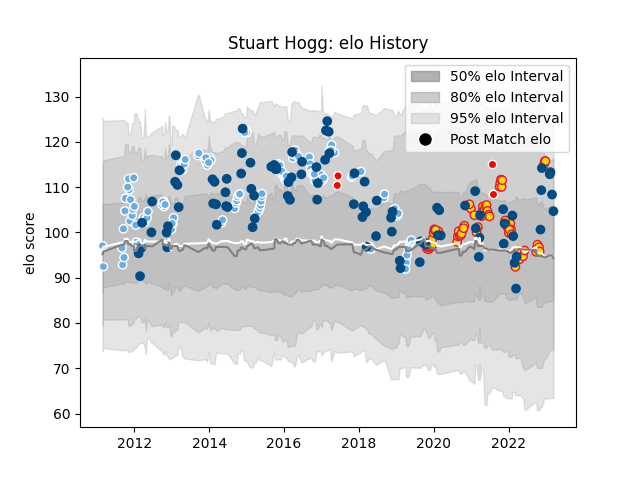 Stuart Hogg: elo History
50% elo Interval
80% elo Interval
95% elo Interval
Post Match elo
elo score
130
120
110
100
90
80
70
60
2012
2014
2016
2018
2020
2022